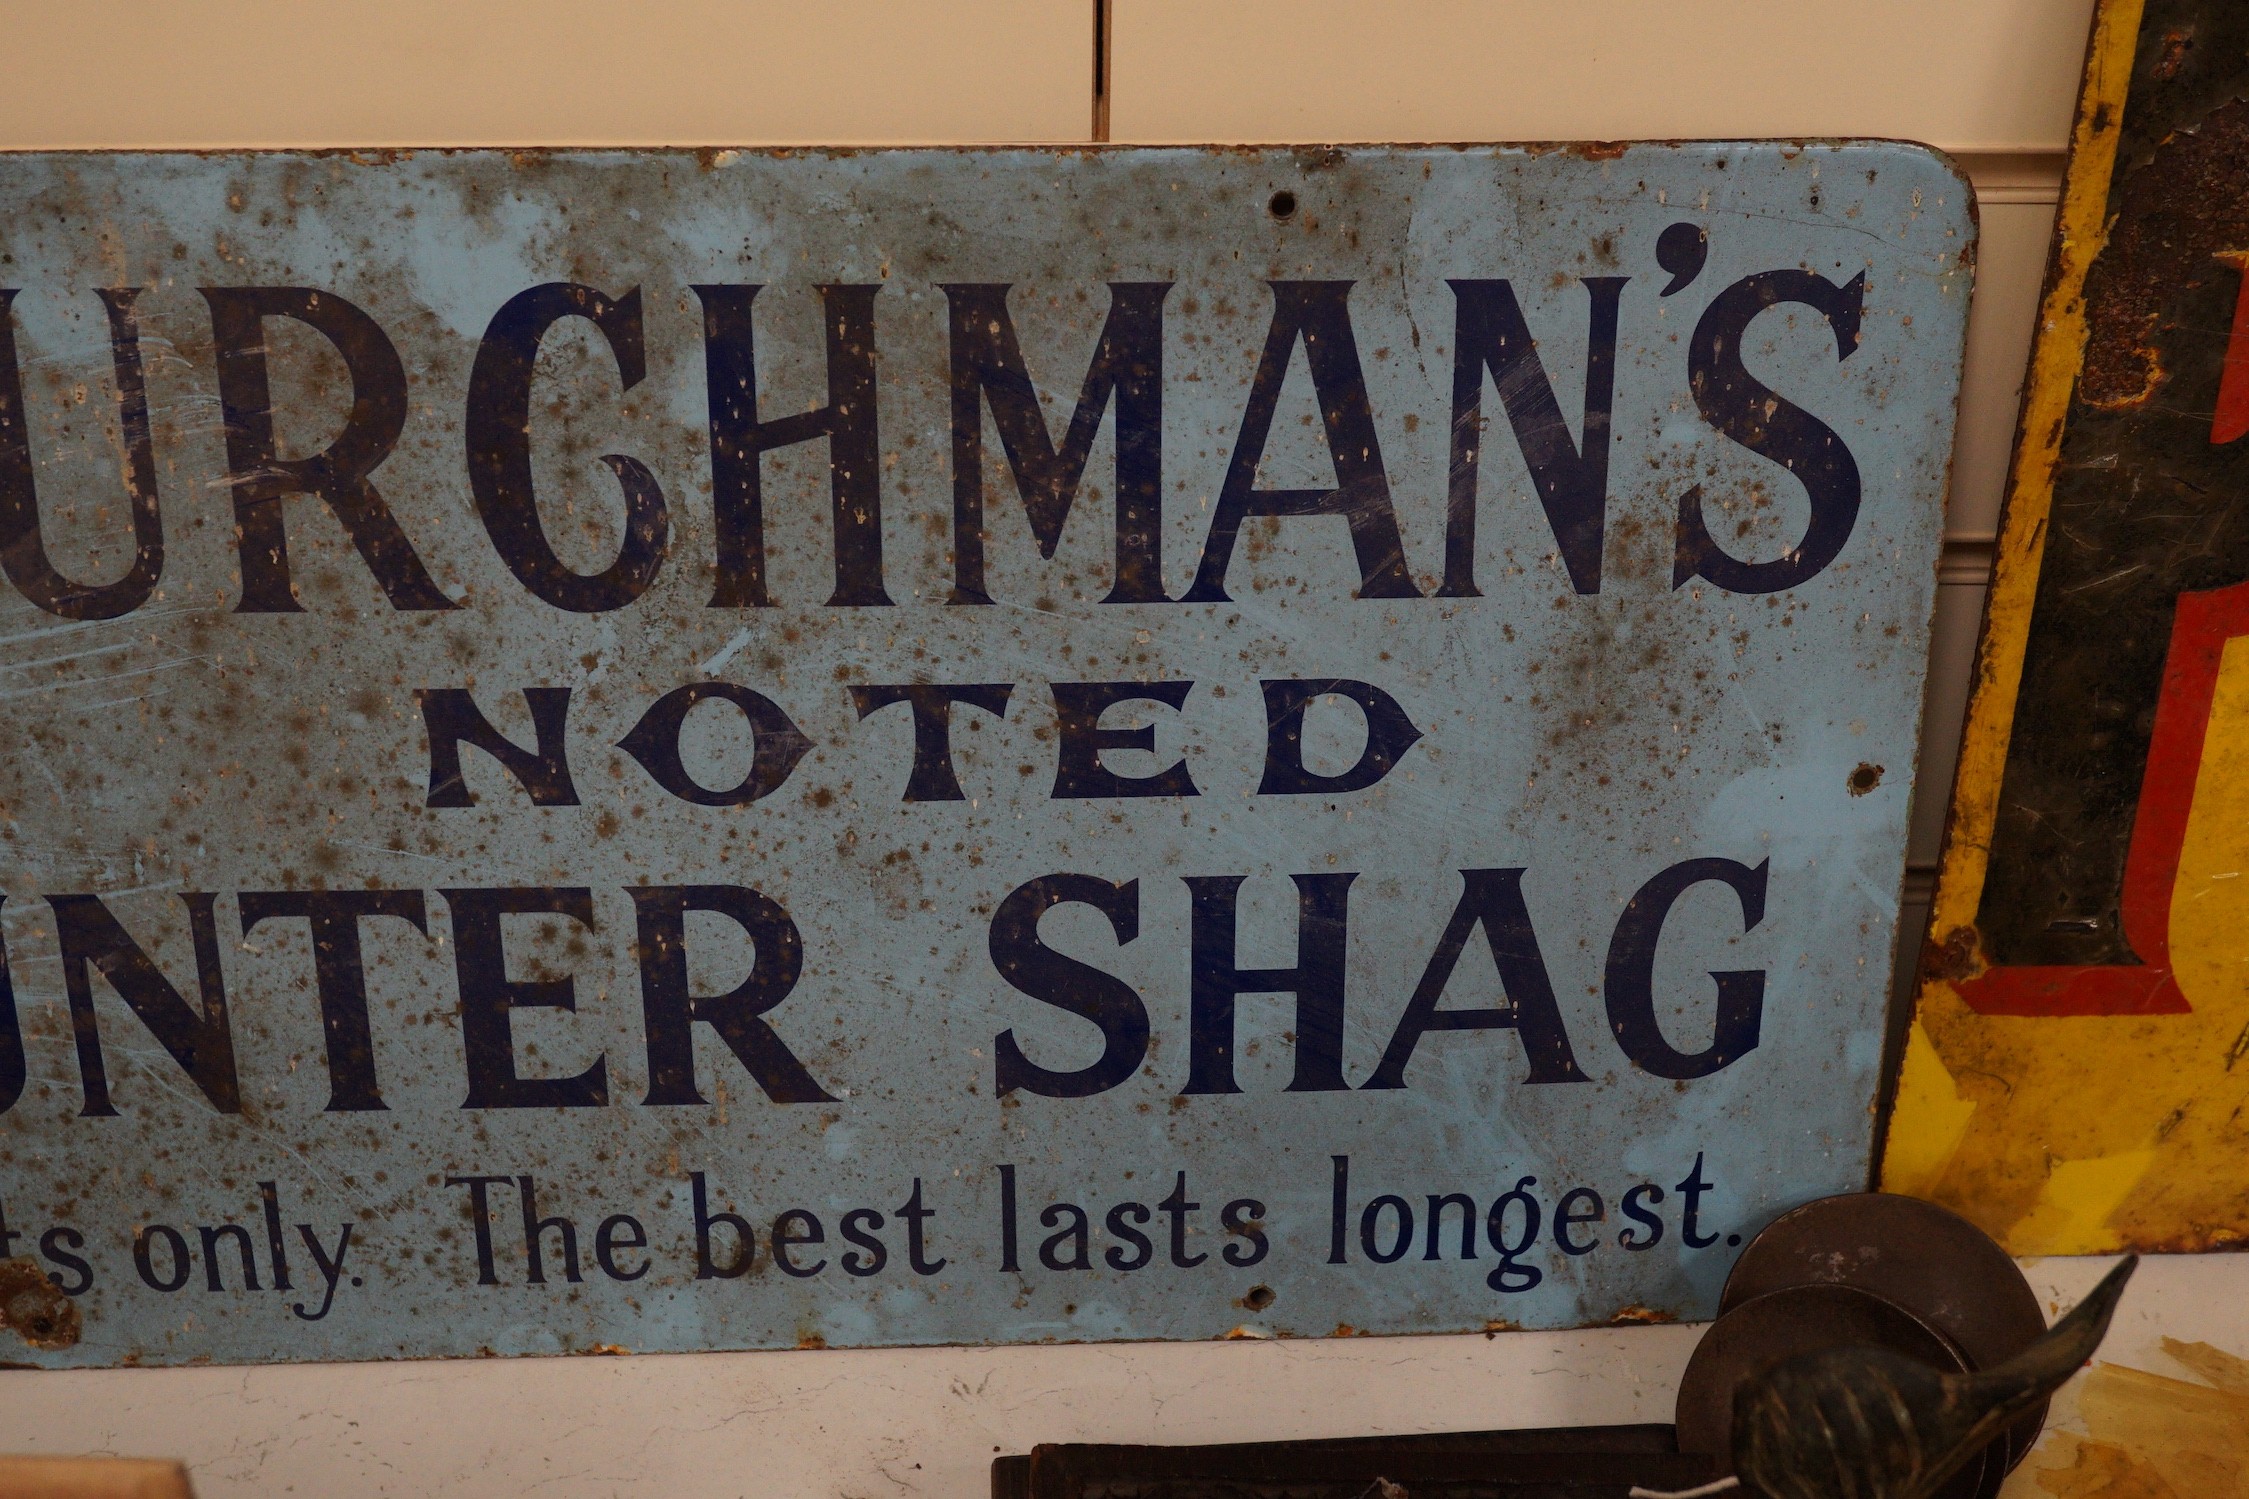 URCHMAN'S
NOTED
UNTER SHAG
ts only. The best lasts longest.